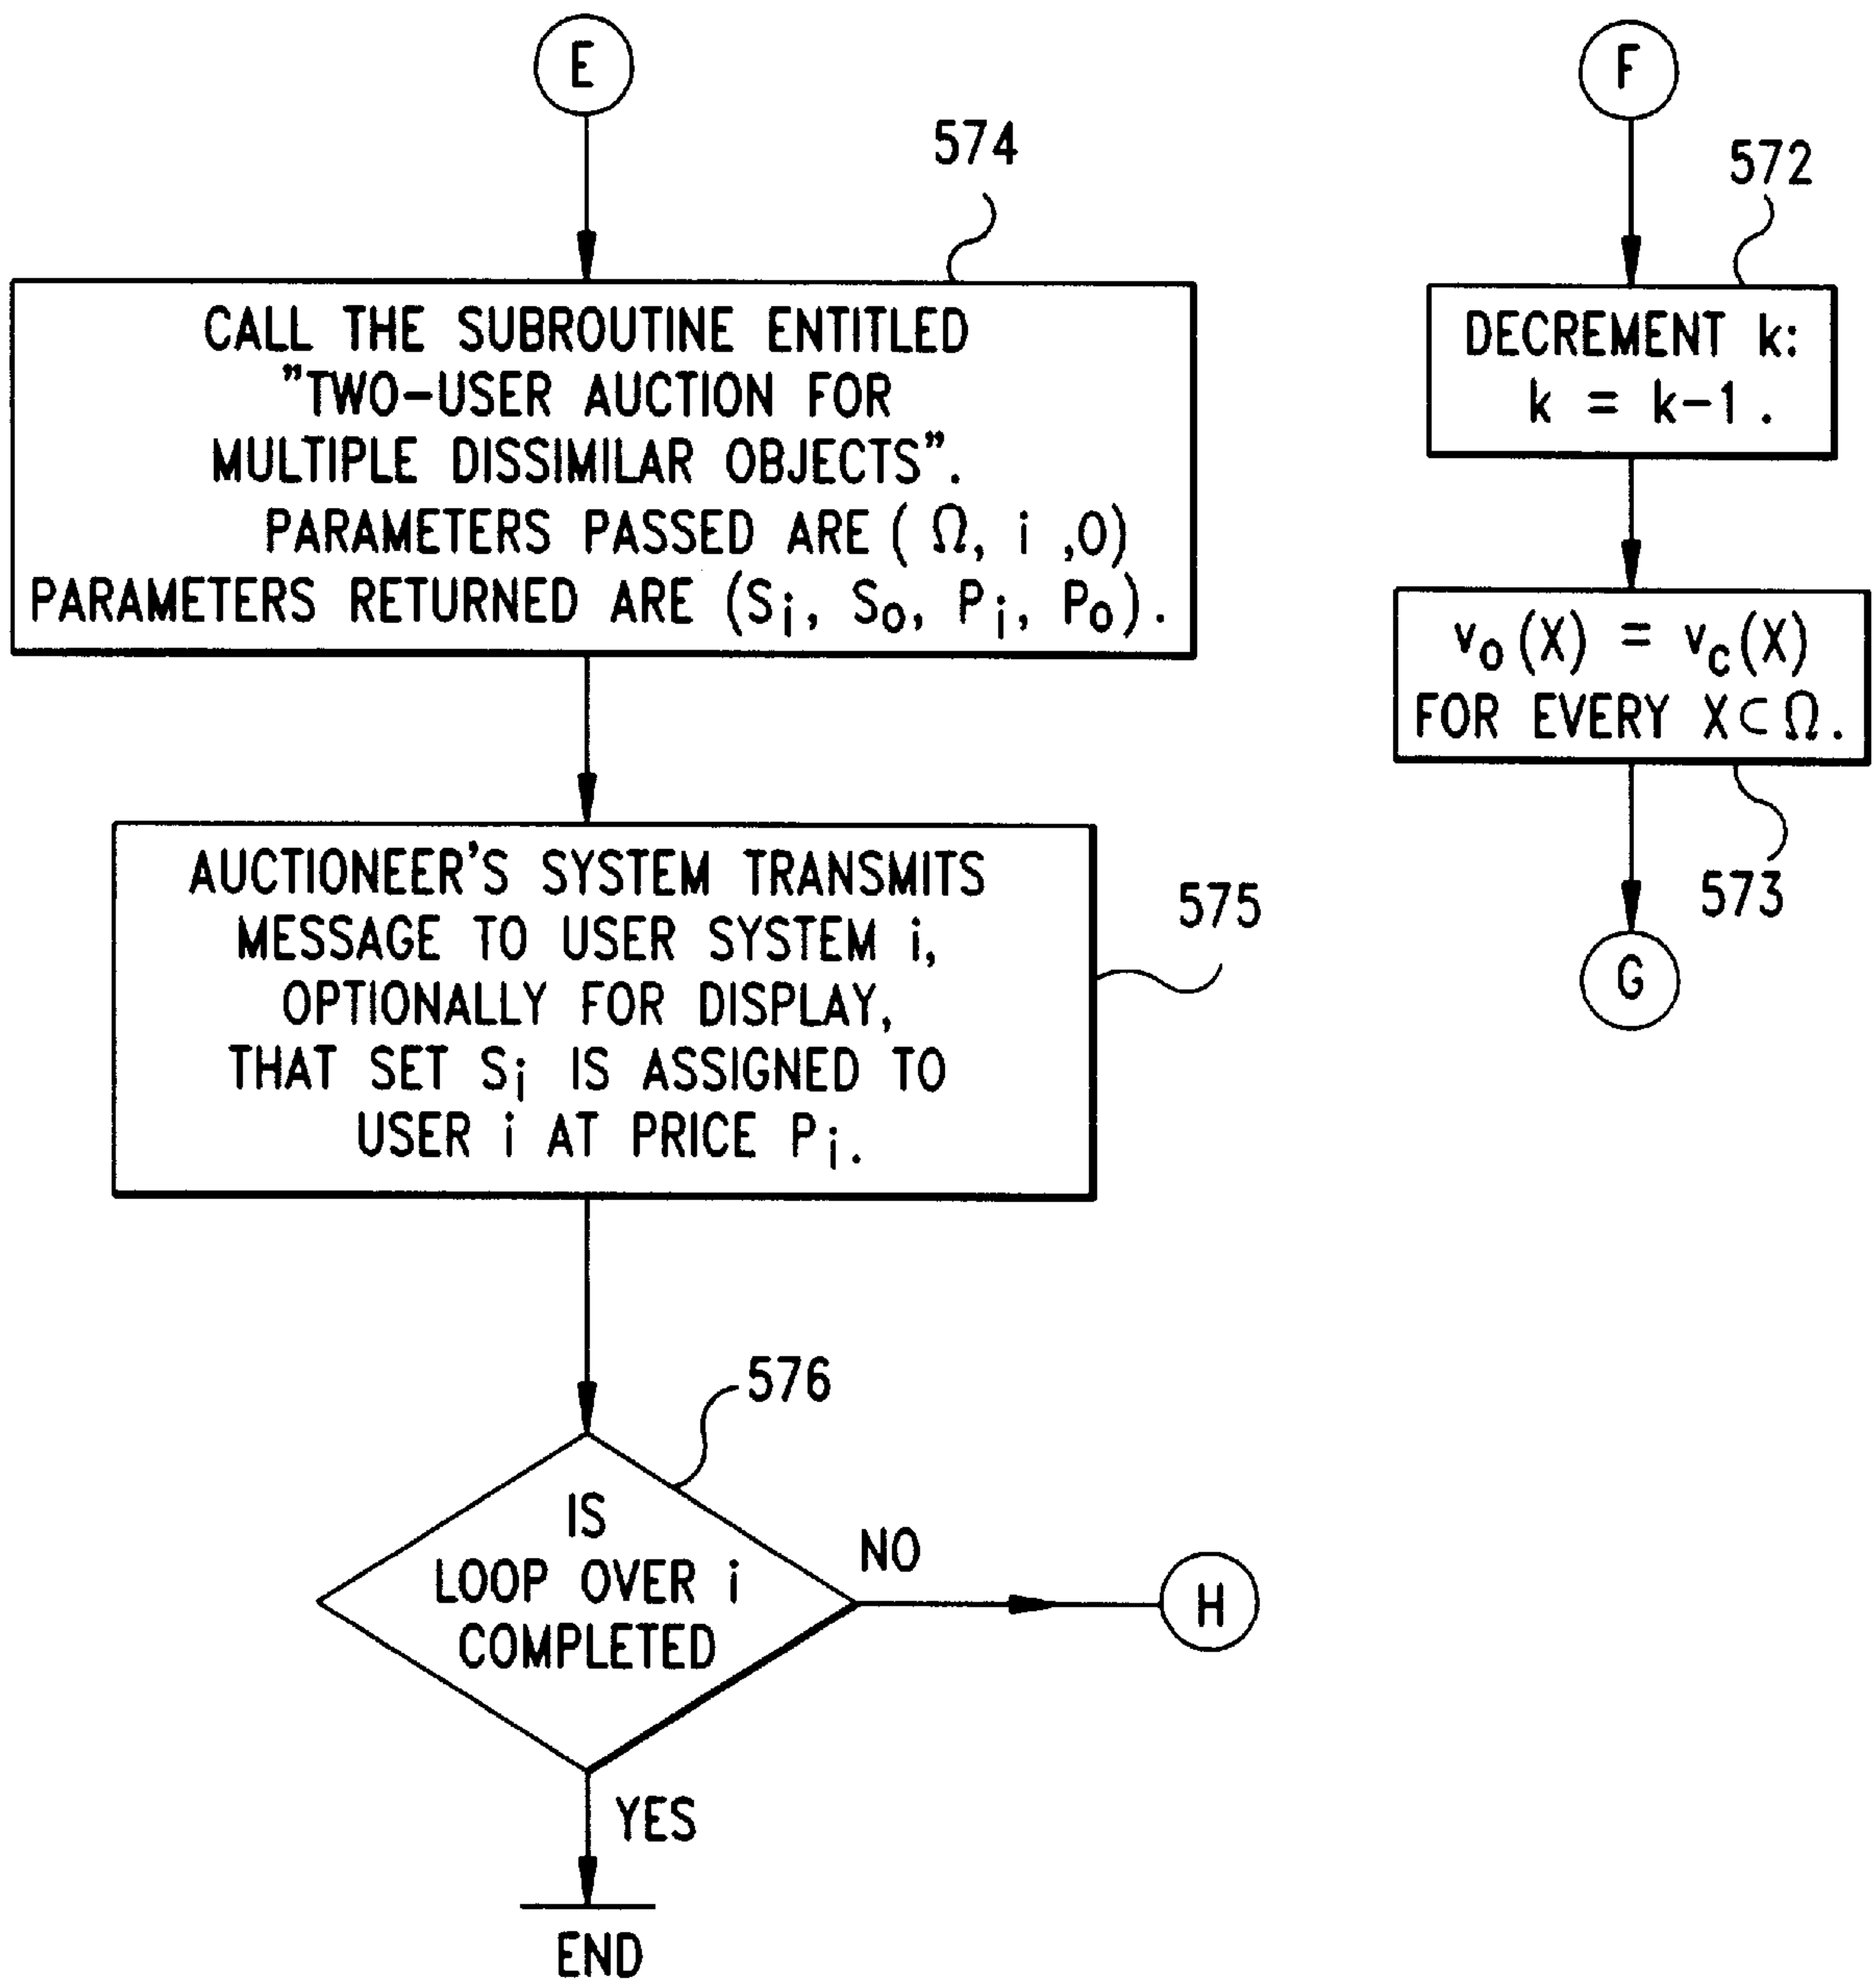 E
574
CALL THE SUBROUTINE ENTITLED
"TWO-USER AUCTION FOR
MULTIPLE DISSIMILAR OBJECTS".
PARAMETERS PASSED ARE ( Ω, i ,0)
PARAMETERS RETURNED ARE (Si, S0, Pi, P0).
AUCTIONEER'S SYSTEM TRANSMITS
MESSAGE TO USER SYSTEM i,
OPTIONALLY FOR DISPLAY,
THAT SET Si IS ASSIGNED TO
USER i AT PRICE Pi.
575
576
IS
LOOP OVER i
COMPLETED
NO
H
YES
END
F
572
DECREMENT k:
k = k-1 .
v0(X) = vc(X)
FOR EVERY X⊂Ω.
573
G